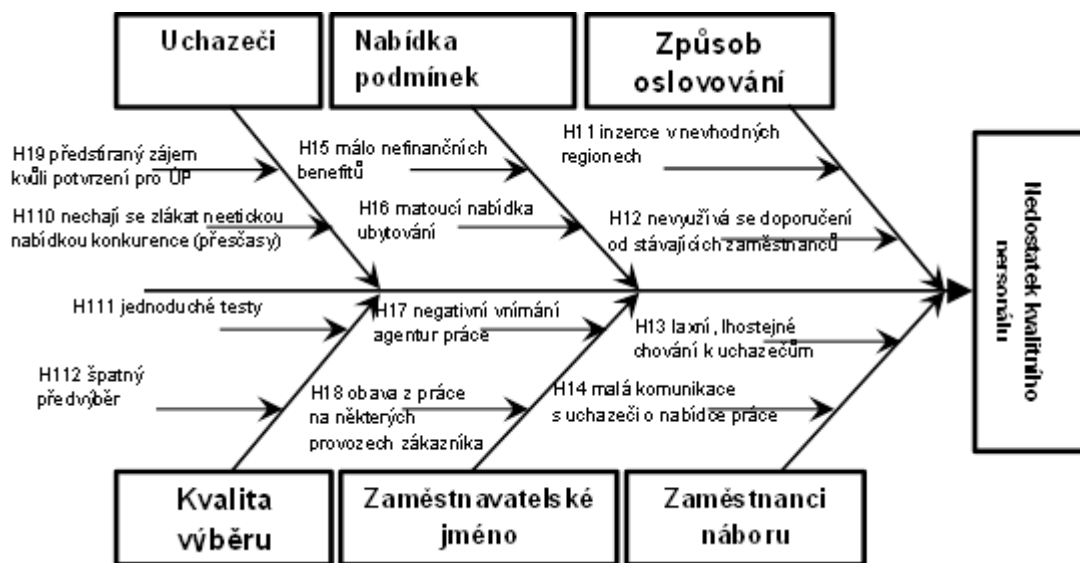 Uchazeči
Nabídka
podmínek
Způsob
oslovování
H19 předstíraný zájem
kvůli potvrzení pro ÚP
H110 nechají se zlákat neetickou
nabídkou konkurence (přesčasy)
H15 málo nefinančních
benefitů
H16 matoucí nabídka
ubytování
H11 inzerce v nevhodných
regionech
H12 nevyužívá se doporučení
od stávajících zaměstnanců
Nedostatek kvalitního
personálu
H111 jednoduché testy
H112 špatný
předvýběr
H17 negativní vnímání
agentur práce
H18 obava z práce
na některých
provozech zákazníka
H13 laxní, lhostejné
chování k uchazečům
H14 malá komunikace
s uchazeči o nabídce práce
Kvalita
výběru
Zaměstnavatelské
jméno
Zaměstnanci
náboru